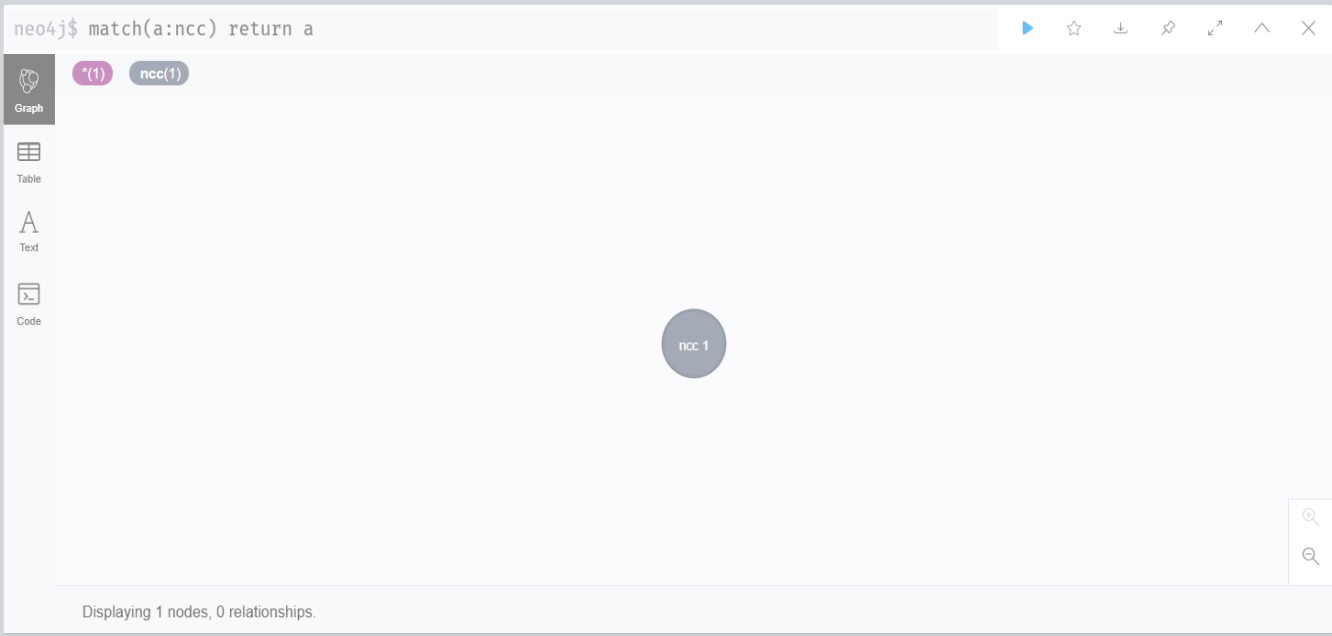 neo4j$ match(a:ncc) return a
*(1) ncc(1)
Graph
Table
Text
Code
ncc 1
Displaying 1 nodes, 0 relationships.